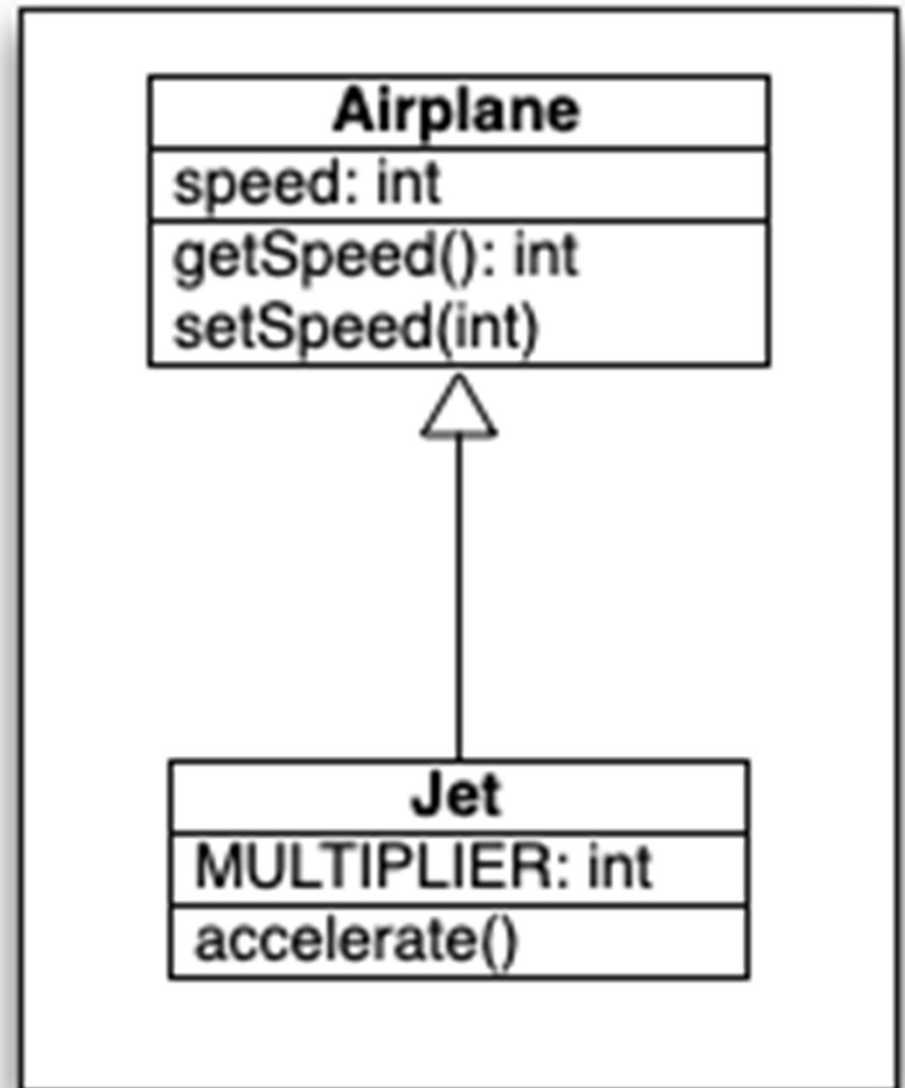 Airplane
speed: int
getSpeed(): int
setSpeed(int)
Jet
MULTIPLIER: int
accelerate()